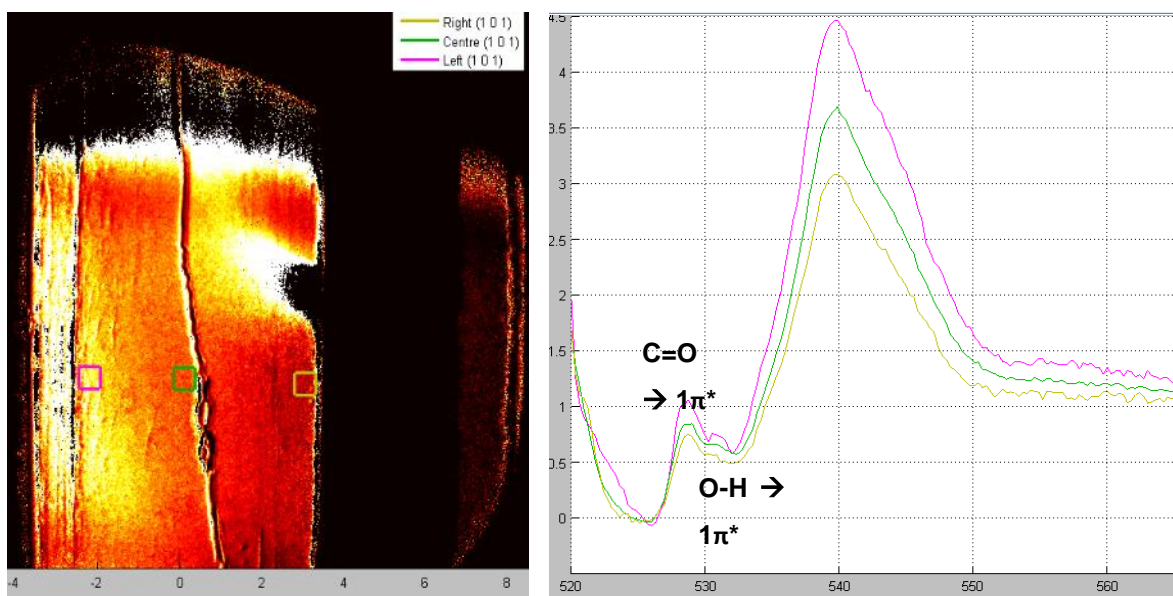 Right (1 0 1)
Centre (1 0 1)
Left (1 0 1)
-4 -2 0 2 4 6 8
4.5
4
3.5
3
2.5
2
1.5
1
0.5
0
C=O
→ 1π*
O-H →
1π*
520 530 540 550 560